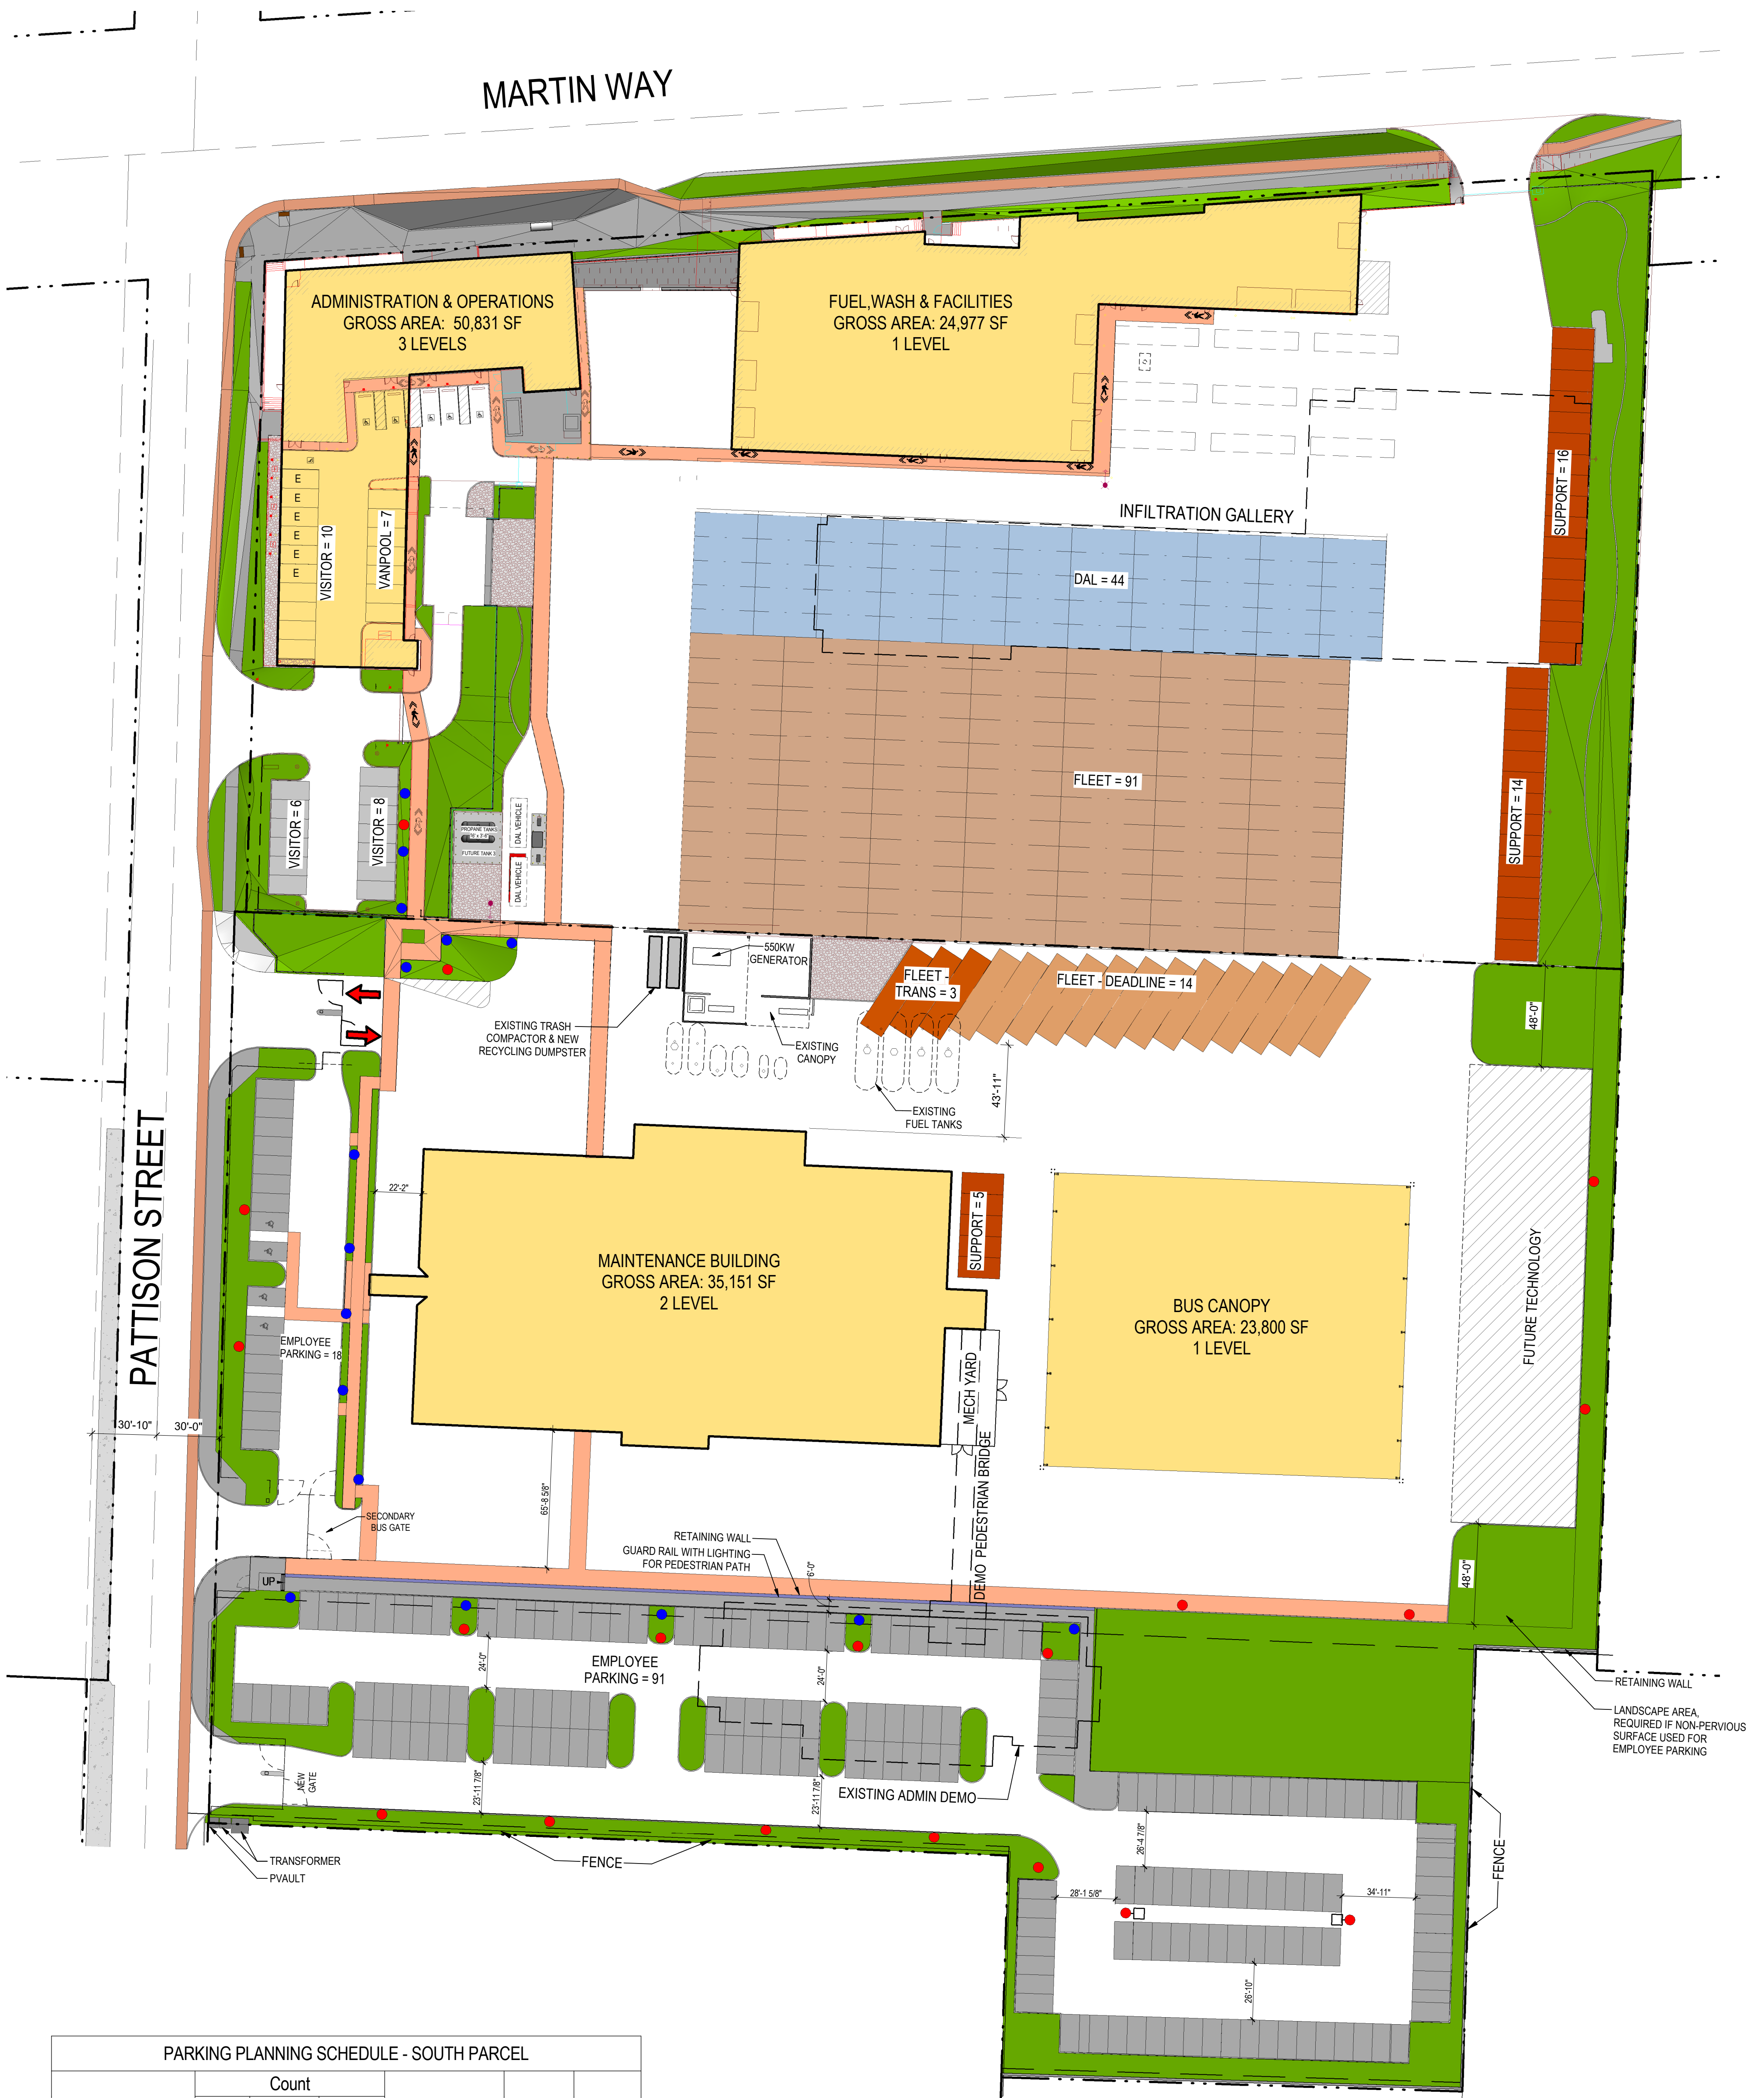 MARTIN WAY
ADMINISTRATION & OPERATIONS
GROSS AREA: 50,831 SF
3 LEVELS
FUEL,WASH & FACILITIES
GROSS AREA: 24,977 SF
1 LEVEL
E
E
E
E
E
E
VISITOR = 10
VANPOOL = 7
SUPPORT = 16
INFILTRATION GALLERY
DAL = 44
FLEET = 91
VISITOR = 6
VISITOR = 8
PROPANE TANKS
FUTURE TANK 3
DAL VEHICLE
DAL VEHICLE
SUPPORT = 14
550KW
GENERATOR
FLEET -
TRANS = 3
FLEET - DEADLINE = 14
EXISTING TRASH
COMPACTOR & NEW
RECYCLING DUMPSTER
EXISTING
CANOPY
EXISTING
FUEL TANKS
43'-11"
48'-0"
PATTISON STREET
22'-2"
MAINTENANCE BUILDING
GROSS AREA: 35,151 SF
2 LEVEL
SUPPORT = 5
BUS CANOPY
GROSS AREA: 23,800 SF
1 LEVEL
FUTURE TECHNOLOGY
EMPLOYEE
PARKING = 18
MECH YARD
30'-10"
30'-0"
DEMO PEDESTRIAN BRIDGE
65'-8 5/8"
SECONDARY
BUS GATE
RETAINING WALL
GUARD RAIL WITH LIGHTING
FOR PEDESTRIAN PATH
6'-0"
48'-0"
UP
EMPLOYEE
PARKING = 91
24'-0"
24'-0"
RETAINING WALL
LANDSCAPE AREA,
REQUIRED IF NON-PERVIOUS
SURFACE USED FOR
EMPLOYEE PARKING
NEW
GATE
23'-11 7/8"
23'-11 7/8"
EXISTING ADMIN DEMO
TRANSFORMER
PVAULT
FENCE
26'-4 7/8"
FENCE
28'-1 5/8"
34'-11"
26'-10"
PARKING PLANNING SCHEDULE - SOUTH PARCEL
Count